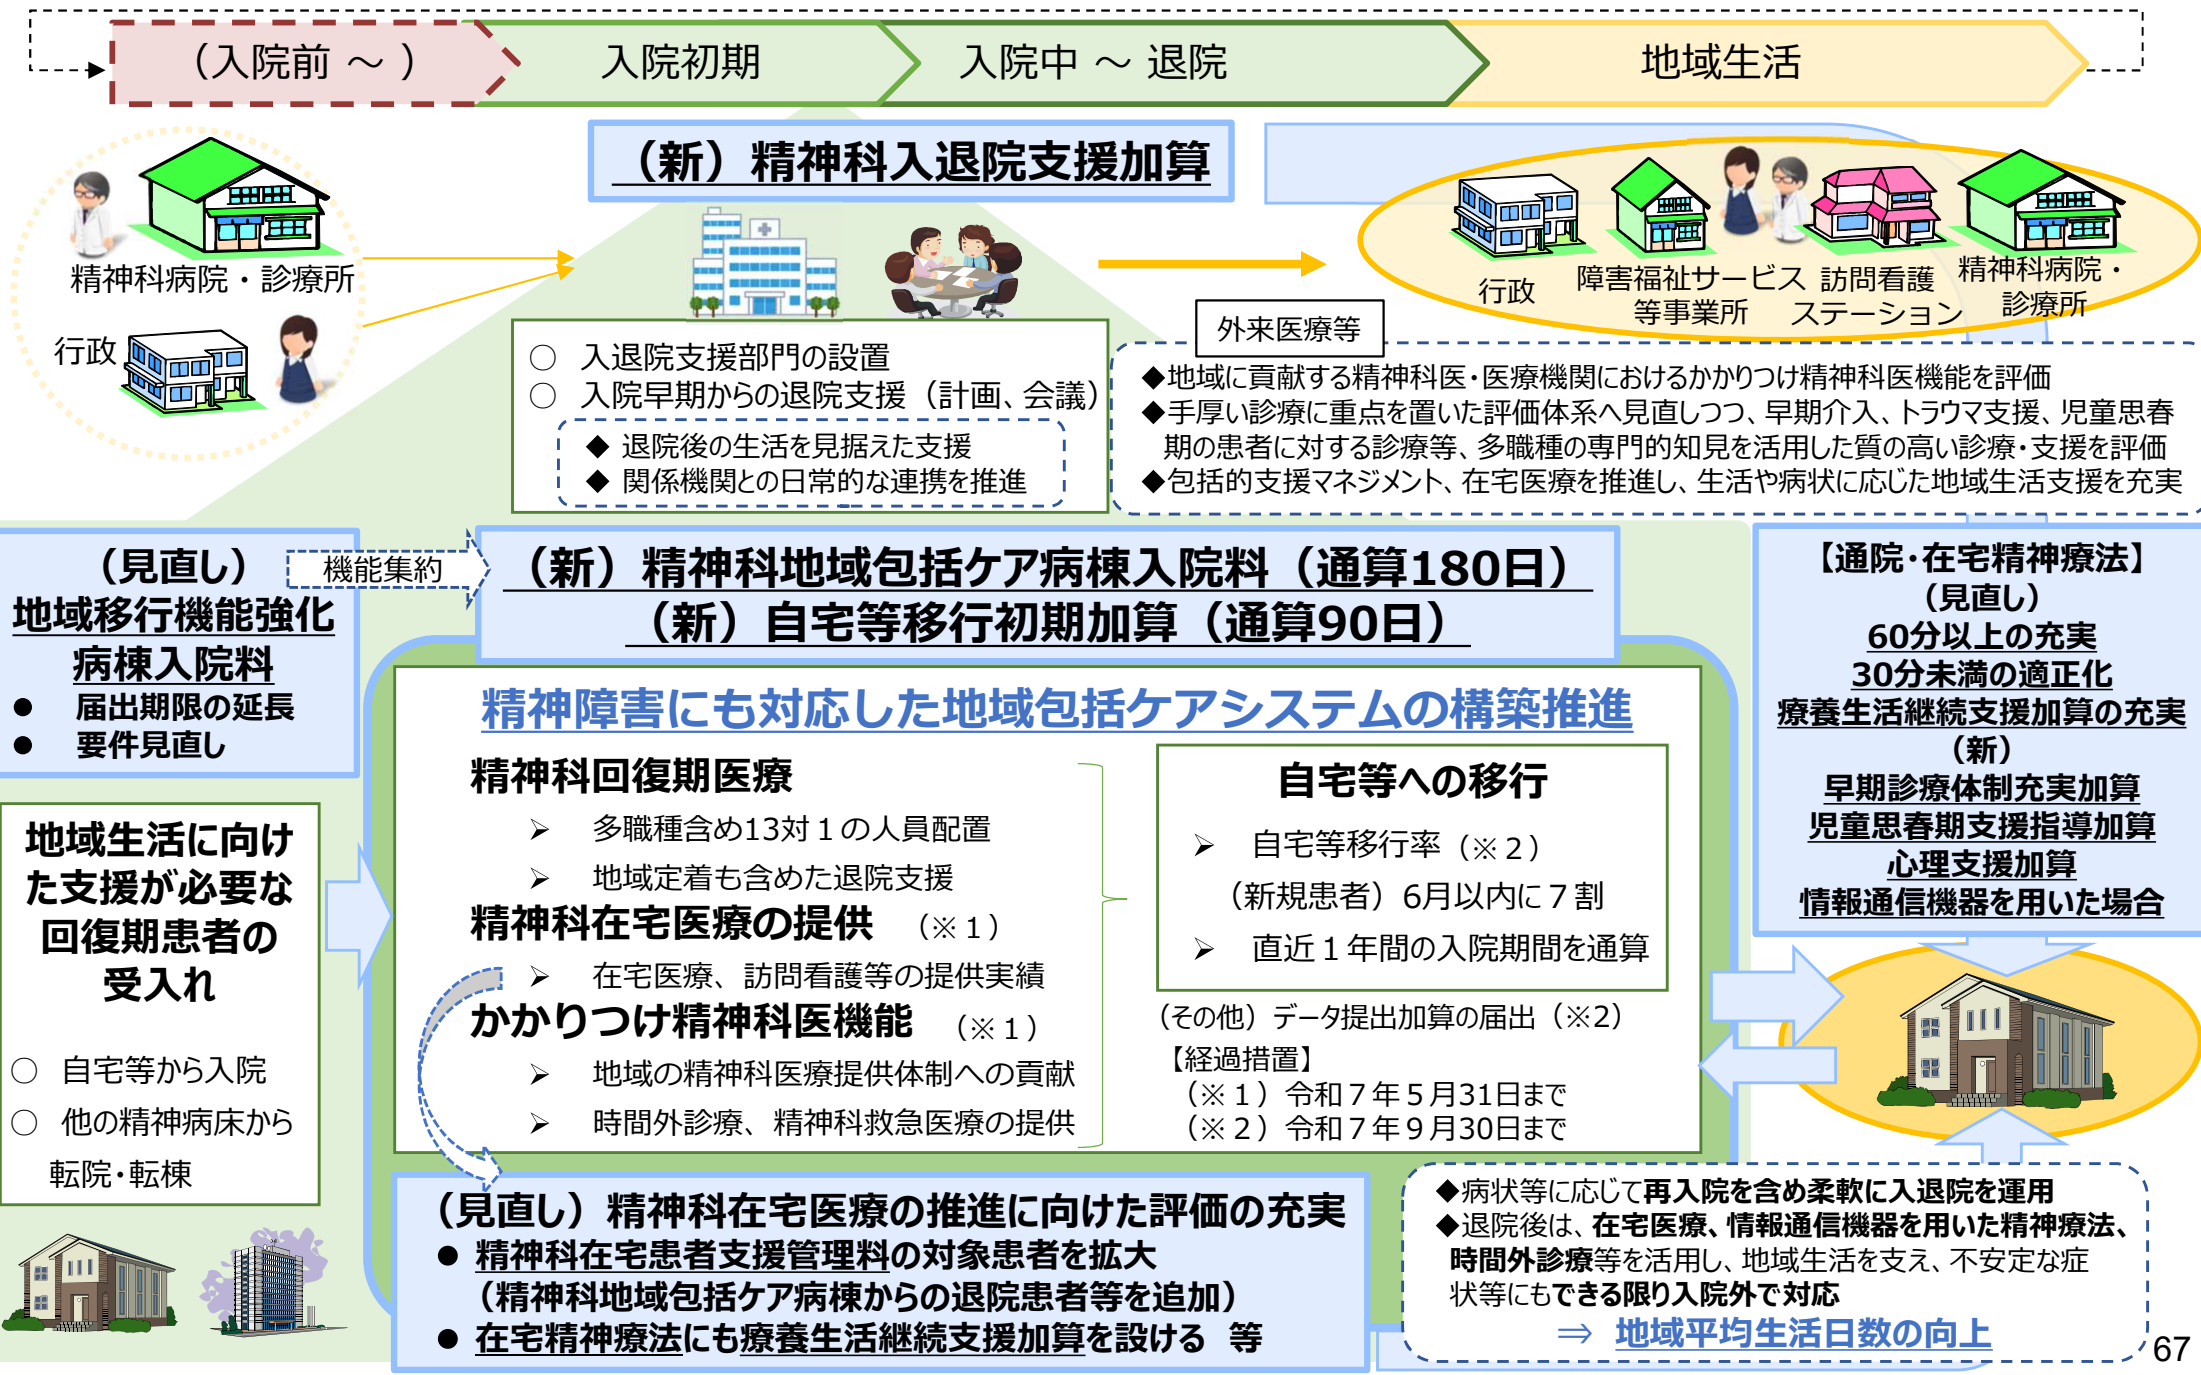 （入院前 ～ ）
入院初期
入院中 ～ 退院
地域生活
（新）精神科入退院支援加算
精神科病院・診療所
行政
○ 入退院支援部門の設置
○ 入院早期からの退院支援（計画、会議）
◆ 退院後の生活を見据えた支援
◆ 関係機関との日常的な連携を推進
行政
障害福祉サービス
等事業所
訪問看護
ステーション
精神科病院・
診療所
外来医療等
◆地域に貢献する精神科医・医療機関におけるかかりつけ精神科医機能を評価
◆手厚い診療に重点を置いた評価体系へ見直しつつ、早期介入、トラウマ支援、児童思春
期の患者に対する診療等、多職種の専門的知見を活用した質の高い診療・支援を評価
◆包括的支援マネジメント、在宅医療を推進し、生活や病状に応じた地域生活支援を充実
（見直し）
地域移行機能強化
病棟入院料
● 届出期限の延長
● 要件見直し
機能集約
（新）精神科地域包括ケア病棟入院料（通算180日）
（新）自宅等移行初期加算（通算90日）
地域生活に向け
た支援が必要な
回復期患者の
受入れ
○ 自宅等から入院
○ 他の精神病床から
転院・転棟
精神障害にも対応した地域包括ケアシステムの構築推進
精神科回復期医療
➢ 多職種含め13対１の人員配置
➢ 地域定着も含めた退院支援
精神科在宅医療の提供 （※１）
➢ 在宅医療、訪問看護等の提供実績
かかりつけ精神科医機能 （※１）
➢ 地域の精神科医療提供体制への貢献
➢ 時間外診療、精神科救急医療の提供
自宅等への移行
➢ 自宅等移行率（※２）
（新規患者）6月以内に７割
➢ 直近１年間の入院期間を通算
（その他）データ提出加算の届出（※2）
【経過措置】
（※１）令和７年５月31日まで
（※２）令和７年９月30日まで
（見直し）精神科在宅医療の推進に向けた評価の充実
● 精神科在宅患者支援管理料の対象患者を拡大
（精神科地域包括ケア病棟からの退院患者等を追加）
● 在宅精神療法にも療養生活継続支援加算を設ける 等
【通院・在宅精神療法】
（見直し）
60分以上の充実
30分未満の適正化
療養生活継続支援加算の充実
（新）
早期診療体制充実加算
児童思春期支援指導加算
心理支援加算
情報通信機器を用いた場合
◆病状等に応じて再入院を含め柔軟に入退院を運用
◆退院後は、在宅医療、情報通信機器を用いた精神療法、
時間外診療等を活用し、地域生活を支え、不安定な症
状等にもできる限り入院外で対応
⇒ 地域平均生活日数の向上
67